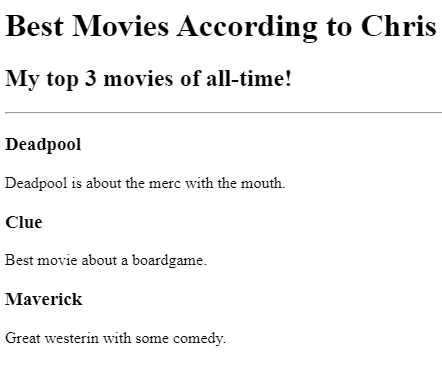 Best Movies According to Chris
My top 3 movies of all-time!
Deadpool
Deadpool is about the merc with the mouth.
Clue
Best movie about a boardgame.
Maverick
Great westerin with some comedy.